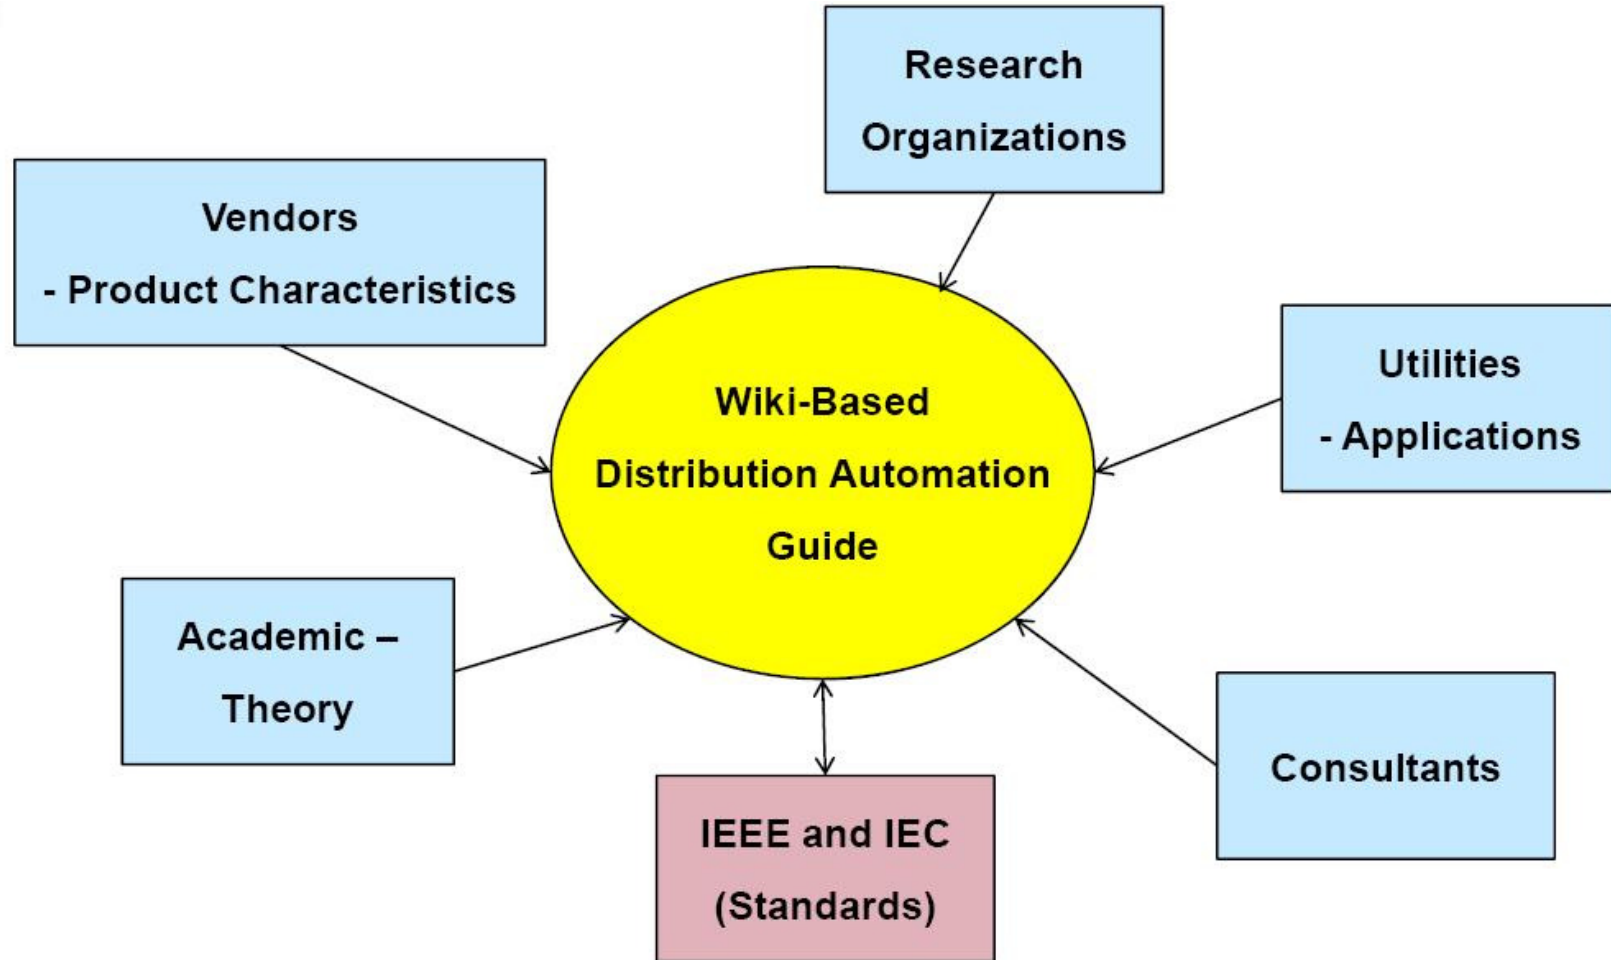 Research
Organizations
Vendors
- Product Characteristics
Utilities
- Applications
Wiki-Based
Distribution Automation
Guide
Academic –
Theory
Consultants
IEEE and IEC
(Standards)